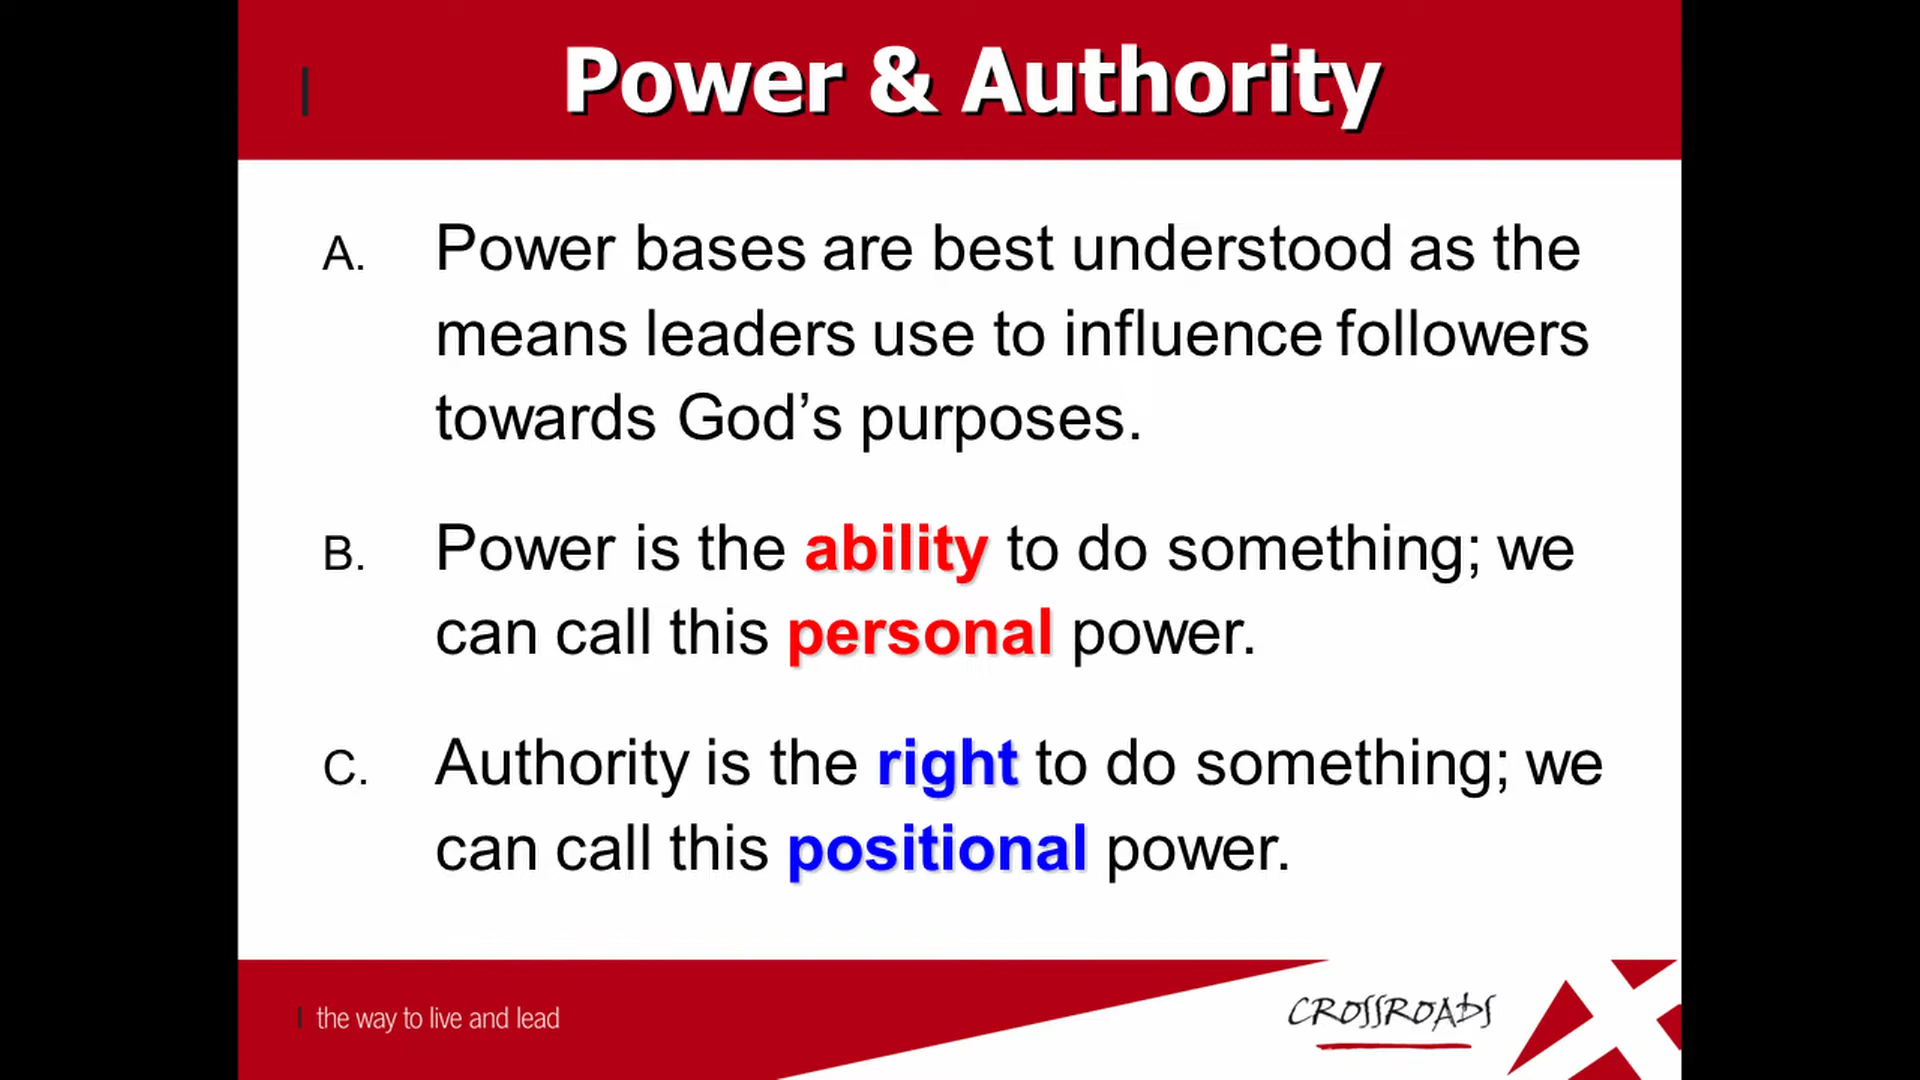 Power & Authority
A. Power bases are best understood as the
means leaders use to influence followers
towards God’s purposes.
B. Power is the ability to do something; we
can call this personal power.
C. Authority is the right to do something; we
can call this positional power.
the way to live and lead
CROSSROADS